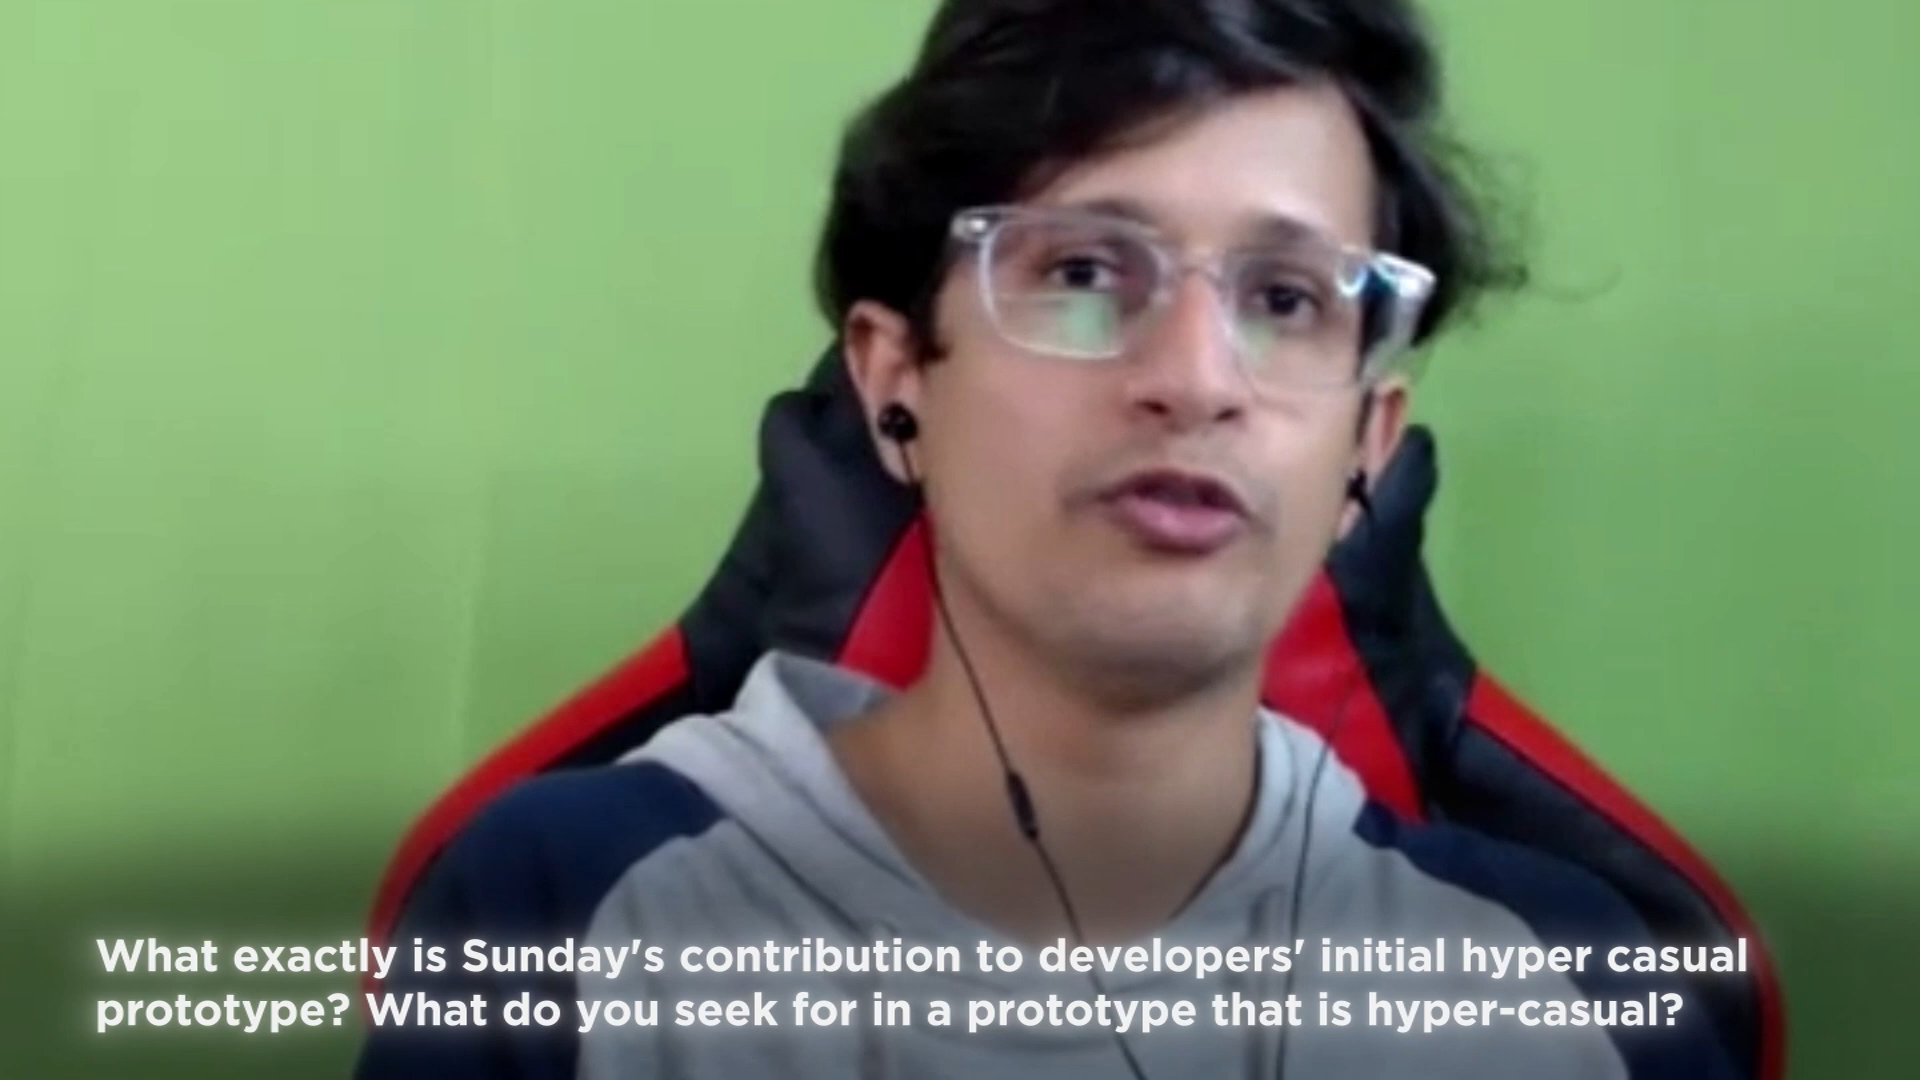 What exactly is Sunday's contribution to developers' initial hyper casual
prototype? What do you seek for in a prototype that is hyper-casual?